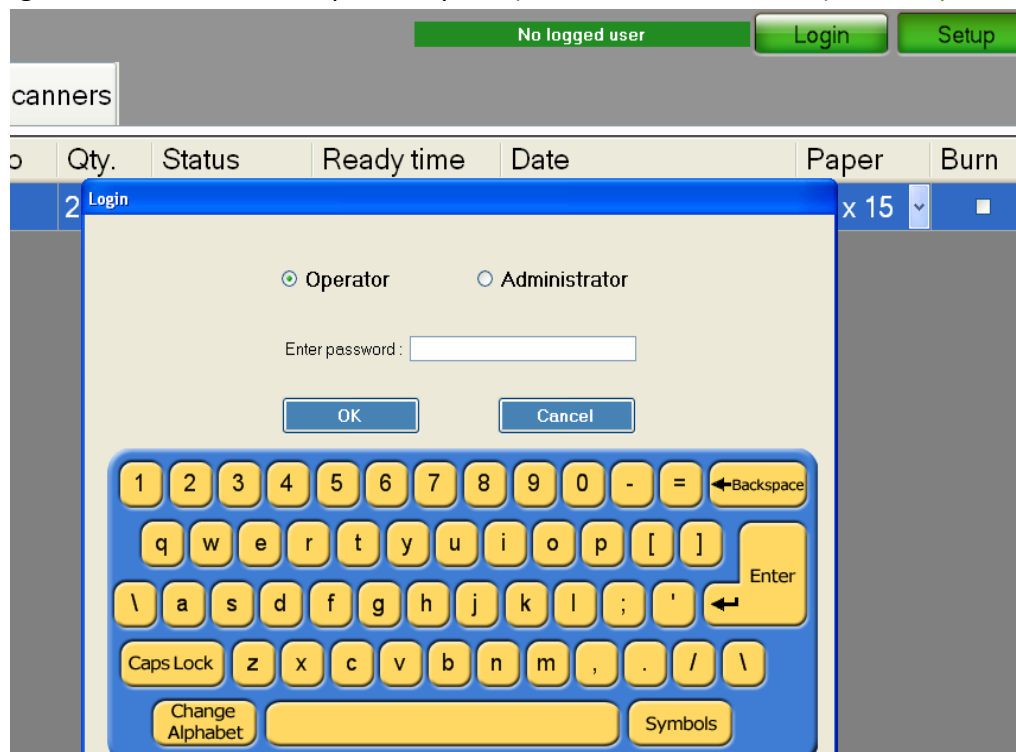 No logged user Login Setup
canners
Qty. Status Ready time Date Paper Burn
2 x 15
Login
Operator Administrator
Enter password :
OK Cancel
1 2 3 4 5 6 7 8 9 0 - = Backspace
q w e r t y u i o p [ ]
Enter
\ a s d f g h j k l ; '
Caps Lock z x c v b n m , . / \
Change Alphabet Symbols